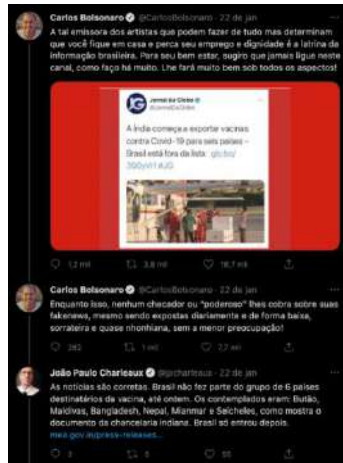 Carlos Bolsonaro @CarlosBolsonaro · 22 de jan
A tal emissora dos artistas que podem fazer de tudo mas determinam
que você fique em casa e perca seu emprego e dignidade é a latrina da
informação brasileira. Para seu bem estar, sugiro que jamais ligue neste
canal, como faço há muito. Lhe fará muito bem sob todos os aspectos!
Jornal da Globo
@JornalDaGlobo
A Índia começa a exportar vacinas
contra Covid-19 para seis países –
Brasil está fora da lista: glo.bo/
1,2 mil 3,8 mil 18,7 mil
Carlos Bolsonaro @CarlosBolsonaro · 22 de jan
Enquanto isso, nenhum checador ou "poderoso" lhes cobra sobre suas
fakenews, mesmo sendo expostas diariamente e de forma baixa,
sorrateira e quase nhonhiana, sem a menor preocupação!
282 1 mil 7,7 mil
João Paulo Charleaux @jpcharleaux · 22 de jan
As notícias são corretas. Brasil não fez parte do grupo de 6 países
destinatários da vacina, até ontem. Os contemplados eram: Butão,
Maldivas, Bangladesh, Nepal, Mianmar e Seicheles, como mostra o
documento da chancelaria indiana. Brasil só entrou depois.
mea.gov.in/press-releases...